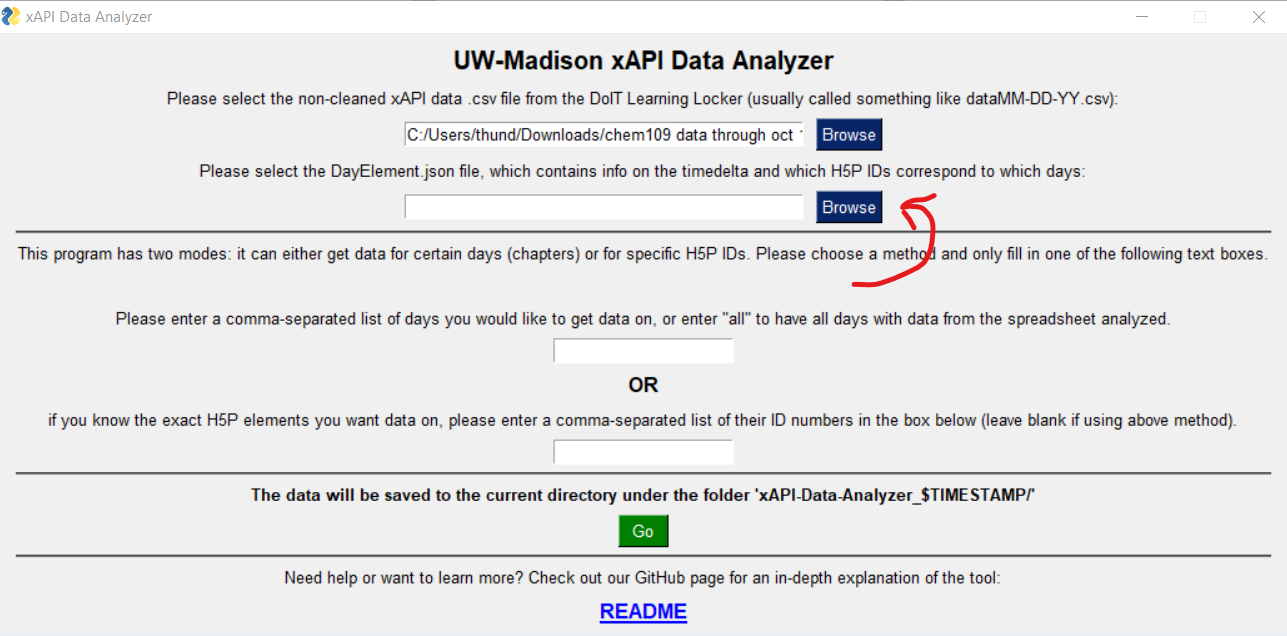 xAPI Data Analyzer
UW-Madison xAPI Data Analyzer
Please select the non-cleaned xAPI data .csv file from the DoIT Learning Locker (usually called something like dataMM-DD-YY.csv):
C:/Users/thund/Downloads/chem109 data through oct Browse
Please select the DayElement.json file, which contains info on the timedelta and which H5P IDs correspond to which days:
Browse
This program has two modes: it can either get data for certain days (chapters) or for specific H5P IDs. Please choose a method and only fill in one of the following text boxes.
Please enter a comma-separated list of days you would like to get data on, or enter "all" to have all days with data from the spreadsheet analyzed.
OR
if you know the exact H5P elements you want data on, please enter a comma-separated list of their ID numbers in the box below (leave blank if using above method).
The data will be saved to the current directory under the folder 'xAPI-Data-Analyzer_$TIMESTAMP/'
Go
Need help or want to learn more? Check out our GitHub page for an in-depth explanation of the tool:
README